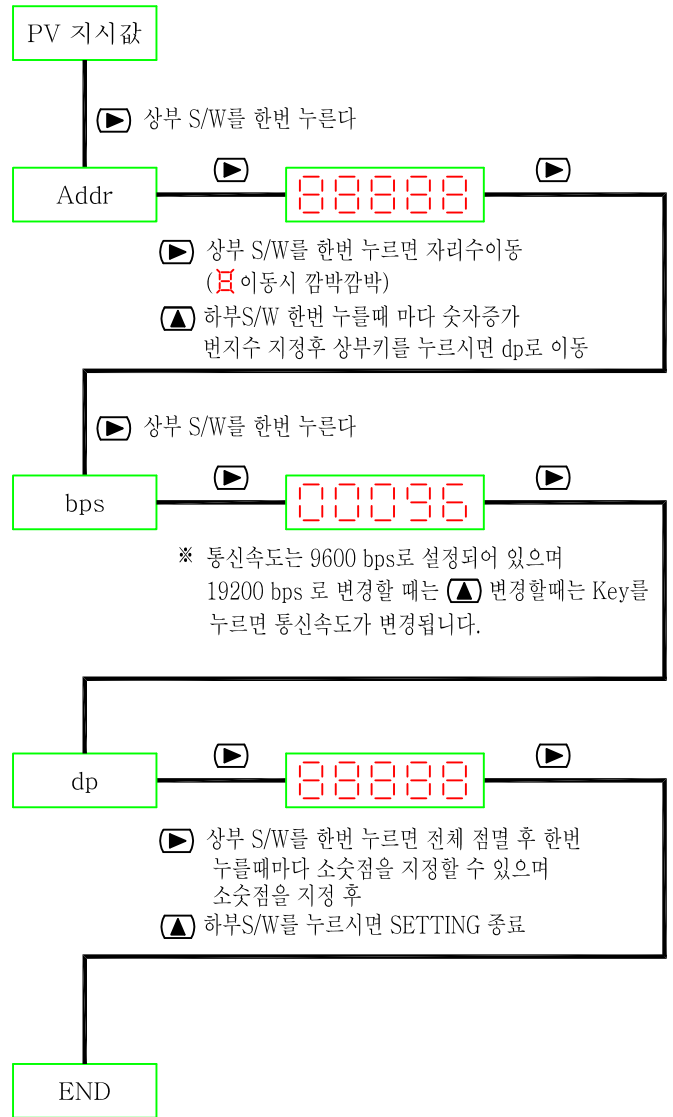 PV 지시값
상부 S/W를 한번 누른다
Addr
88888
상부 S/W를 한번 누르면 자리수이동
(8 이동시 깜박깜박)
하부S/W 한번 누를때 마다 숫자증가
번지수 지정후 상부키를 누르시면 dp로 이동
상부 S/W를 한번 누른다
bps
00096
※ 통신속도는 9600 bps로 설정되어 있으며
19200 bps 로 변경할 때는 변경할때는 Key를
누르면 통신속도가 변경됩니다.
dp
88888
상부 S/W를 한번 누르면 전체 점멸 후 한번
누를때마다 소숫점을 지정할 수 있으며
소숫점을 지정 후
하부S/W를 누르시면 SETTING 종료
END